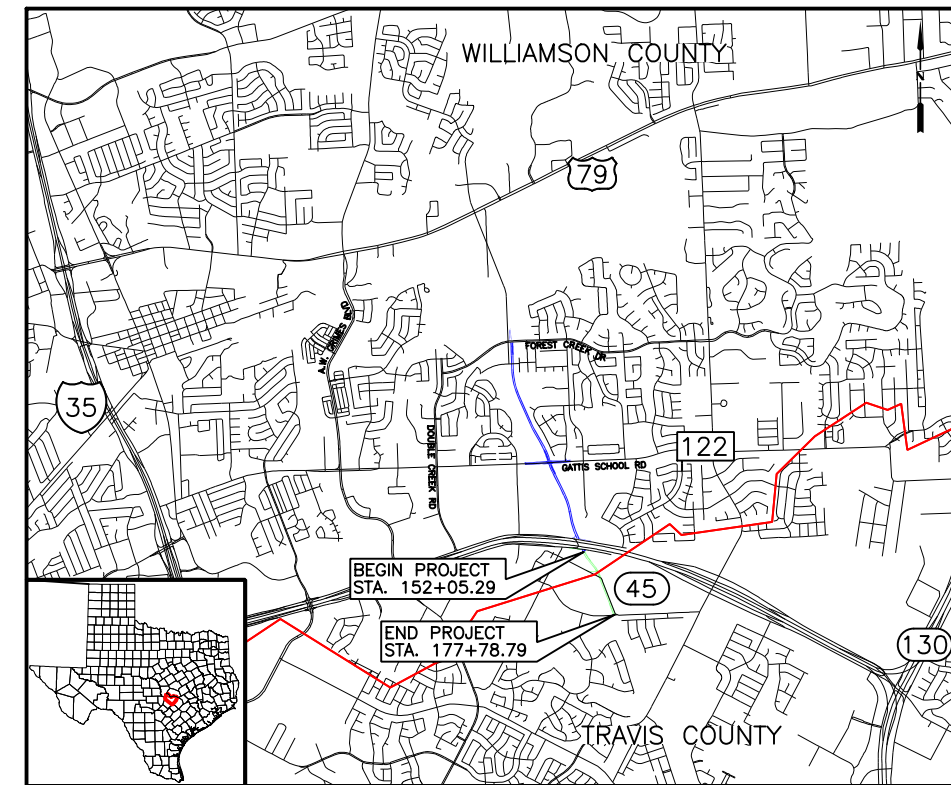 WILLIAMSON COUNTY
N
79
A.W. GRIMES BLVD
FOREST CREEK DR
35
DOUBLE CREEK RD
122
GATTIS SCHOOL RD
BEGIN PROJECT
STA. 152+05.29
45
END PROJECT
STA. 177+78.79
130
TRAVIS COUNTY